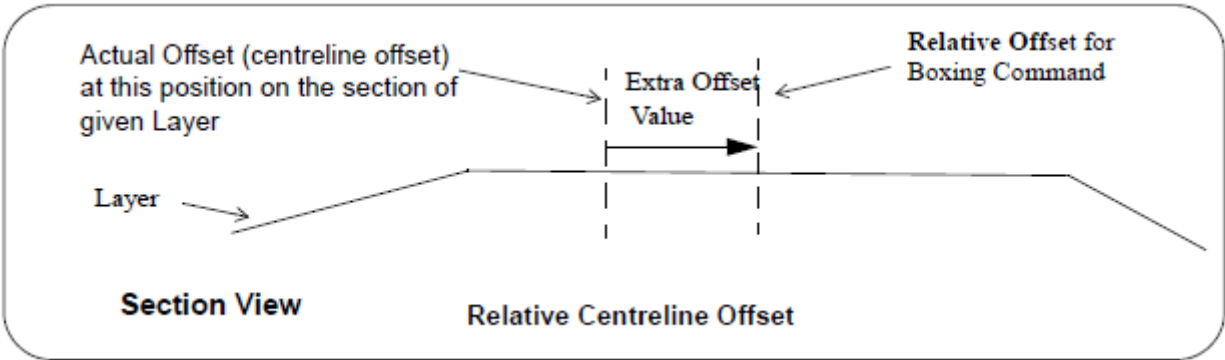 Actual Offset (centreline offset)
at this position on the section of
given Layer
Extra Offset
Value
Relative Offset for
Boxing Command
Layer
Section View
Relative Centreline Offset